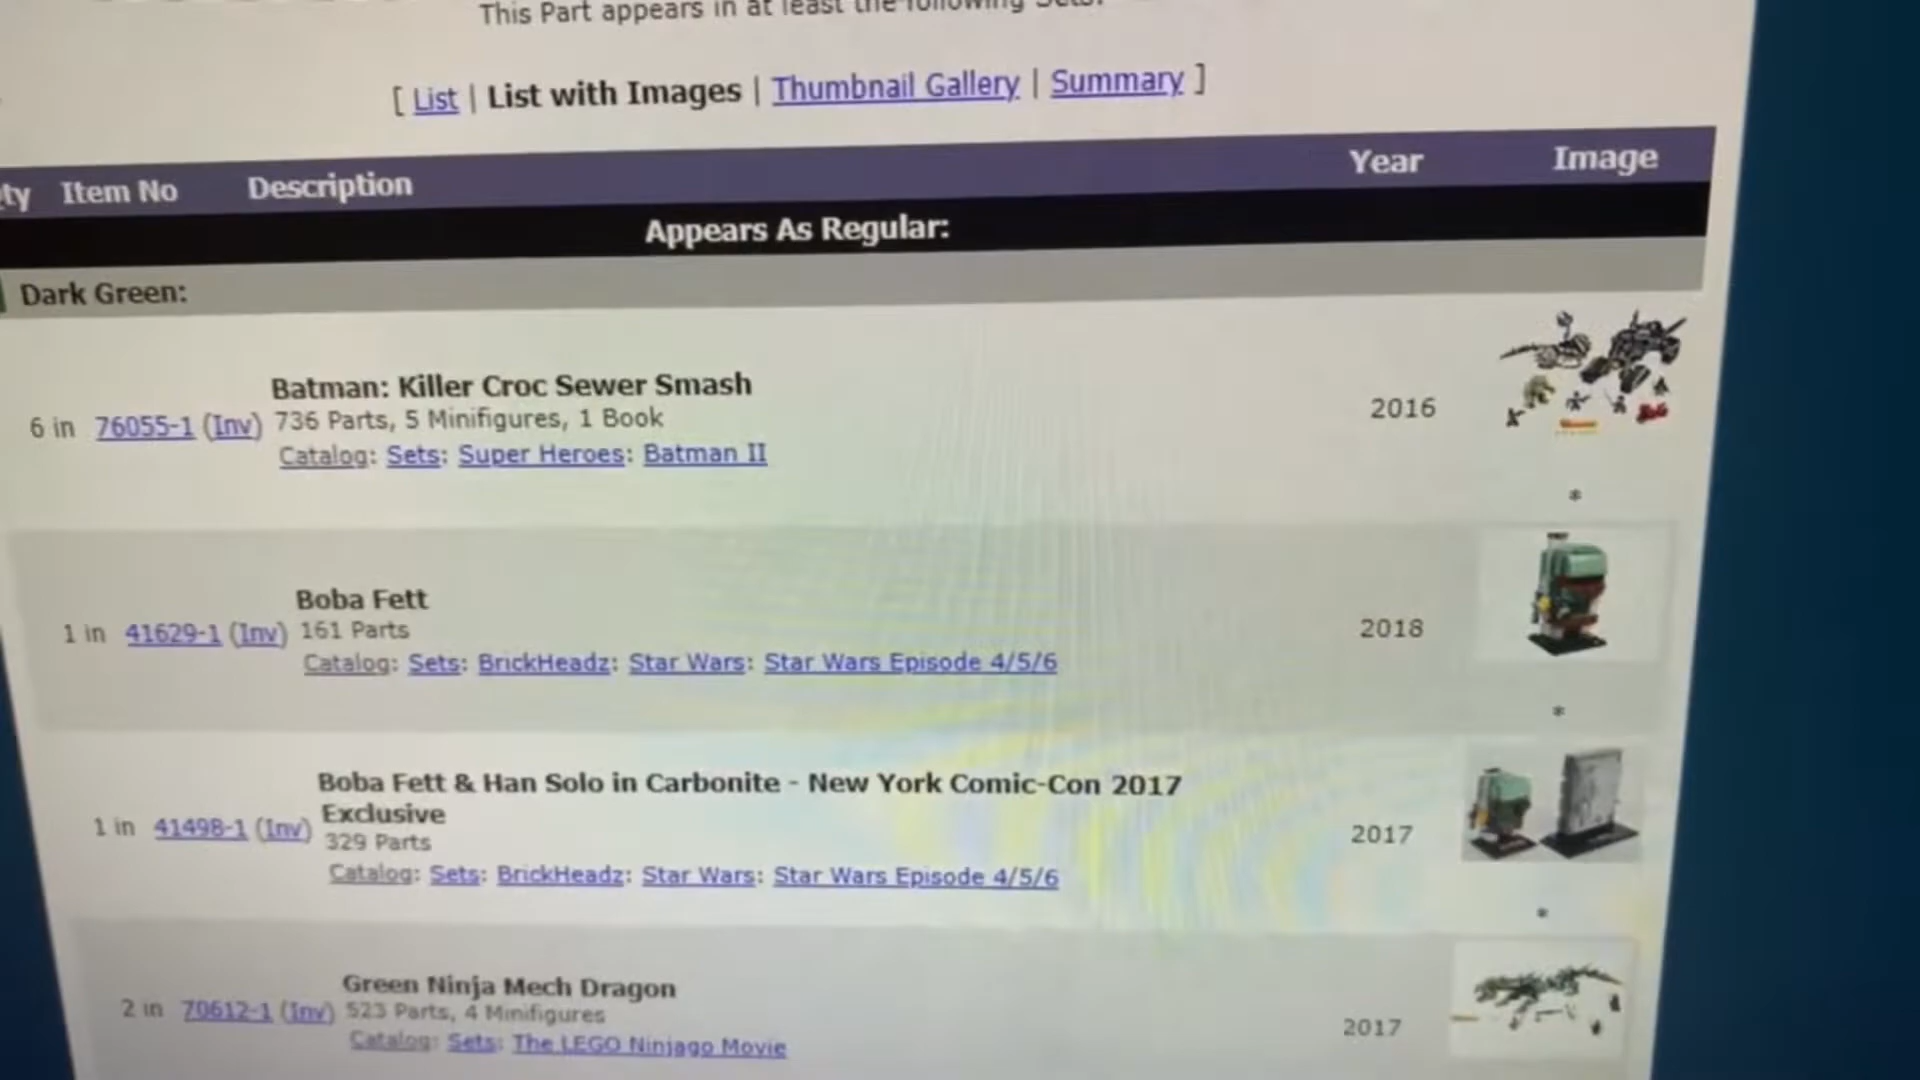 This Part appears in at least the following Sets:
[ List | List with Images | Thumbnail Gallery | Summary ]
Item No Description Year Image
Appears As Regular:
Dark Green:
Batman: Killer Croc Sewer Smash
6 in 76055-1 (Inv) 736 Parts, 5 Minifigures, 1 Book 2016
Catalog: Sets: Super Heroes: Batman II
*
Boba Fett
1 in 41629-1 (Inv) 161 Parts 2018
Catalog: Sets: BrickHeadz: Star Wars: Star Wars Episode 4/5/6
*
Boba Fett & Han Solo in Carbonite - New York Comic-Con 2017
Exclusive
1 in 41498-1 (Inv) 329 Parts 2017
Catalog: Sets: BrickHeadz: Star Wars: Star Wars Episode 4/5/6
*
Green Ninja Mech Dragon
2 in 70612-1 (Inv) 523 Parts, 4 Minifigures 2017
Catalog: Sets: The LEGO Ninjago Movie